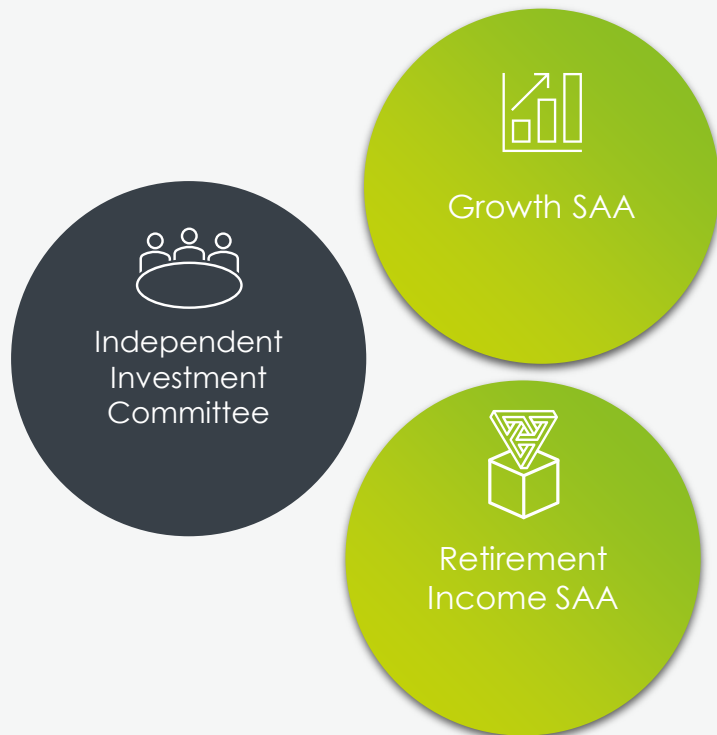 Growth SAA
Independent
Investment
Committee
Retirement
Income SAA